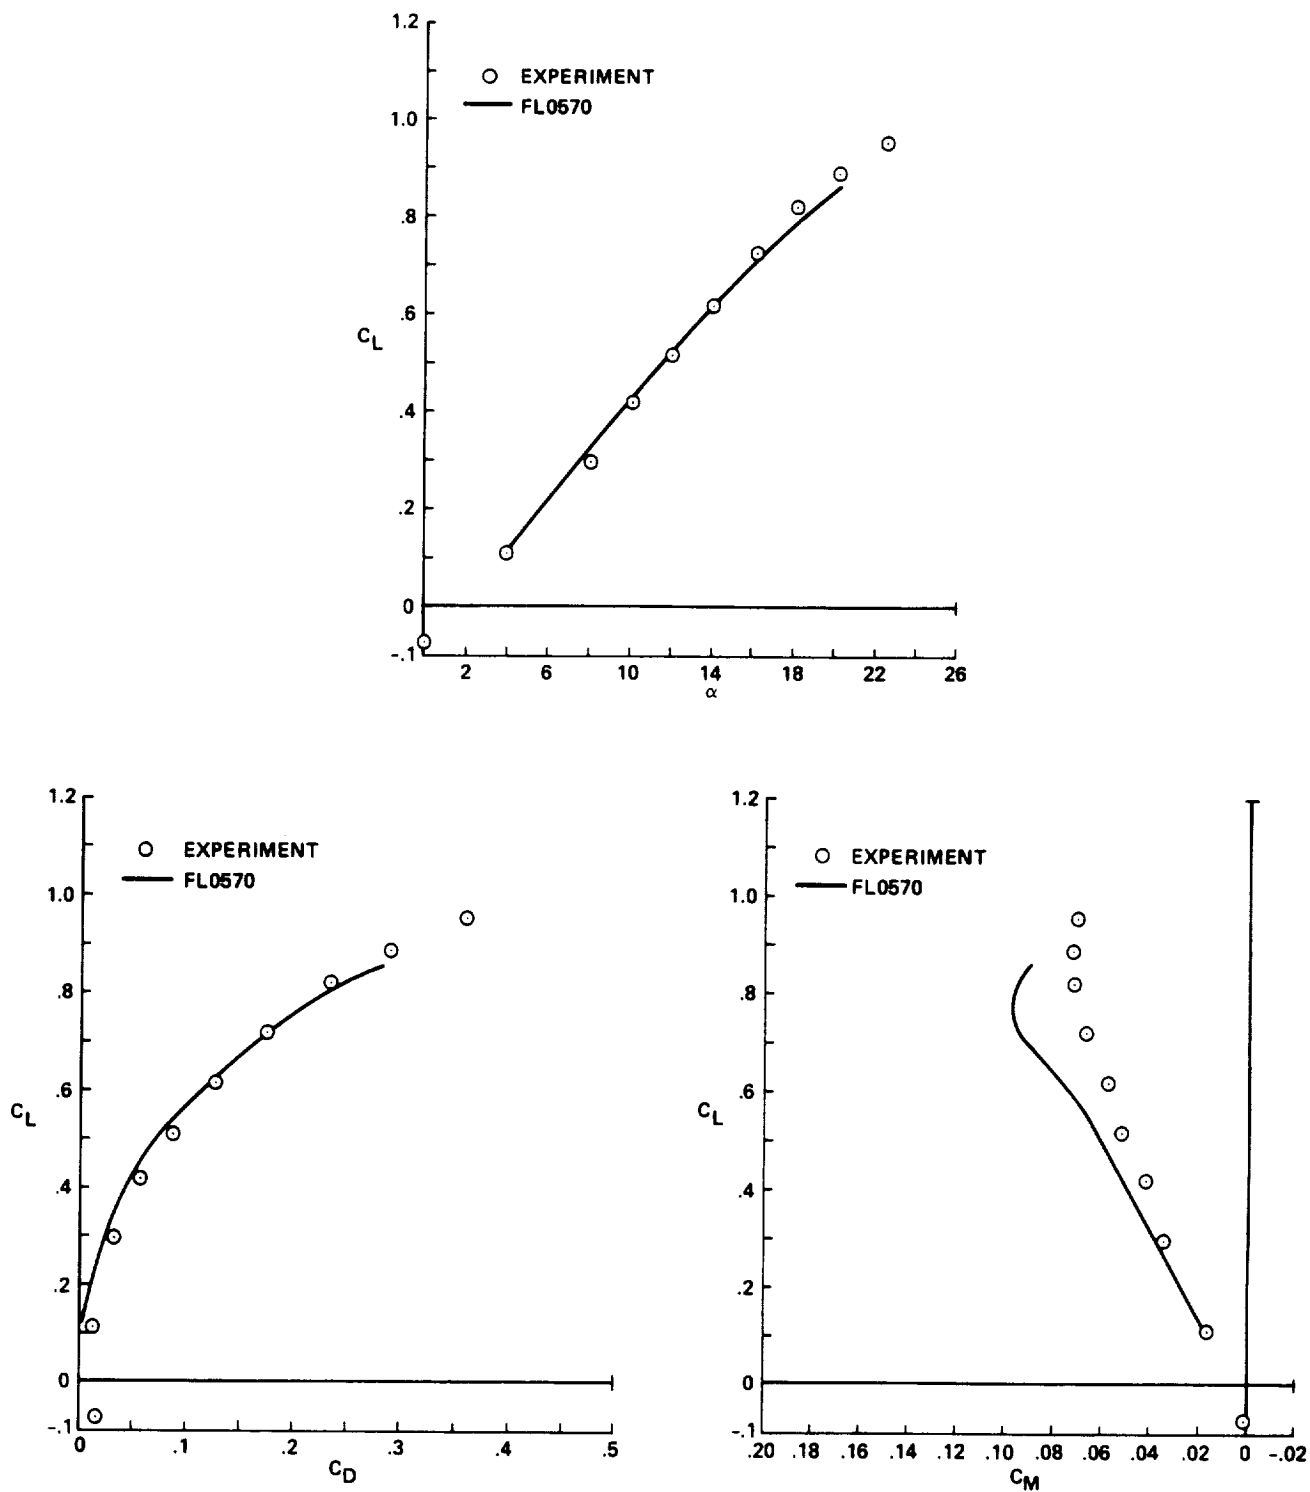 1.2
EXPERIMENT
FL0570
1.0
.8
.6
C_L
.4
.2
0
-.1
2 6 10 14 18 22 26
α
1.2
EXPERIMENT
FL0570
1.0
.8
.6
C_L
.4
.2
0
-.1
0 .1 .2 .3 .4 .5
C_D
1.2
EXPERIMENT
FL0570
1.0
.8
.6
C_L
.4
.2
0
-.1
.20 .18 .16 .14 .12 .10 .08 .06 .04 .02 0 -.02
C_M